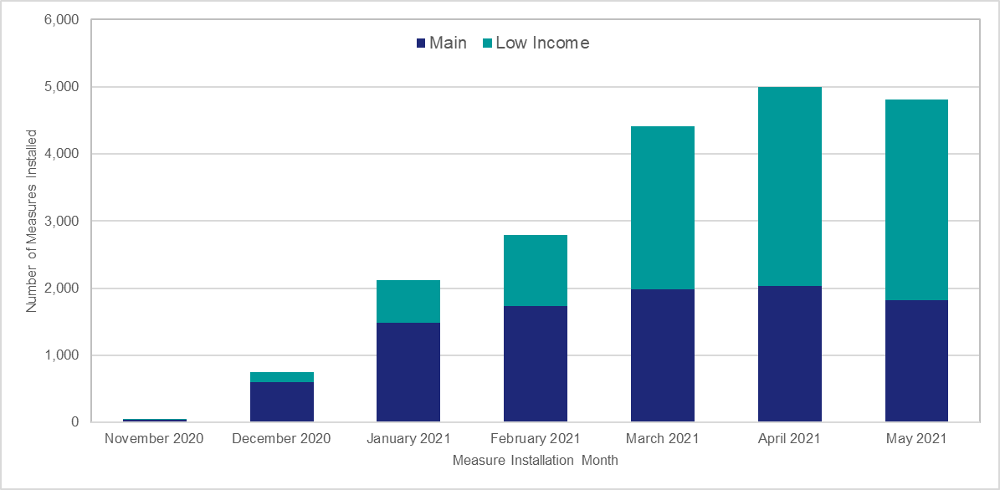 6,000
Main Low Income
5,000
4,000
3,000
2,000
1,000
0
Number of Measures Installed
November 2020 December 2020 January 2021 February 2021 March 2021 April 2021 May 2021
Measure Installation Month